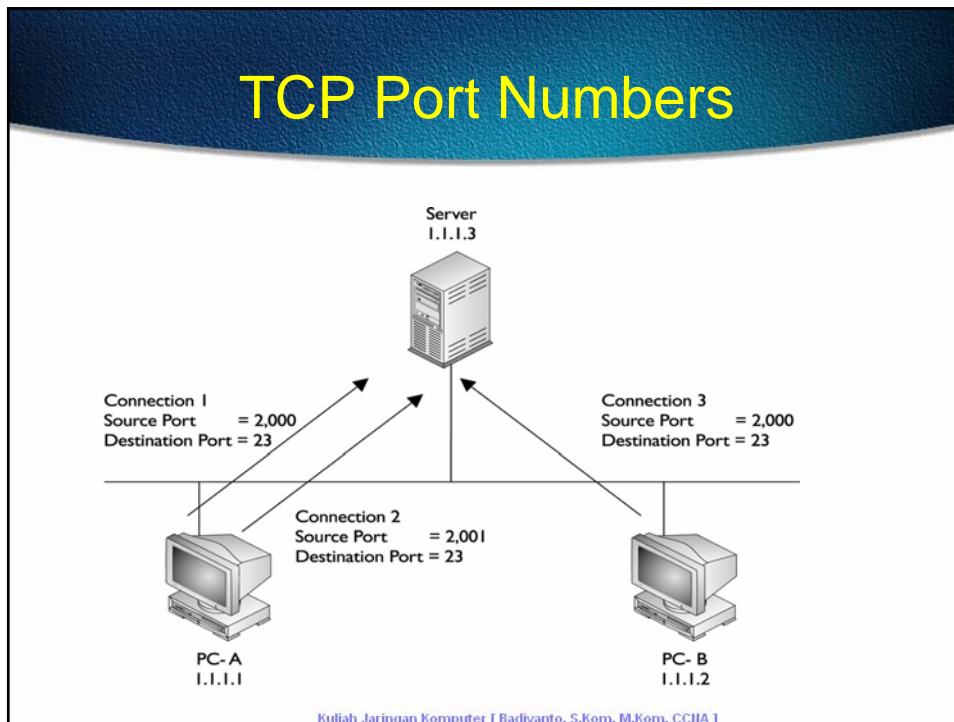 TCP Port Numbers
Server
1.1.1.3
Connection 1
Source Port = 2,000
Destination Port = 23
Connection 3
Source Port = 2,000
Destination Port = 23
Connection 2
Source Port = 2,001
Destination Port = 23
PC- A
1.1.1.1
PC- B
1.1.1.2
Kuliah Jaringan Komputer [ Badiyanto, S.Kom, M.Kom, CCNA ]